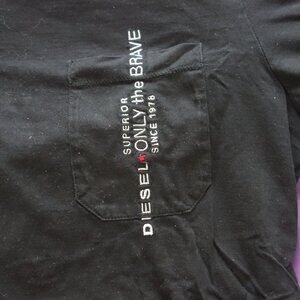 SUPERIOR
DIESEL★ONLY the BRAVE
SINCE 1978